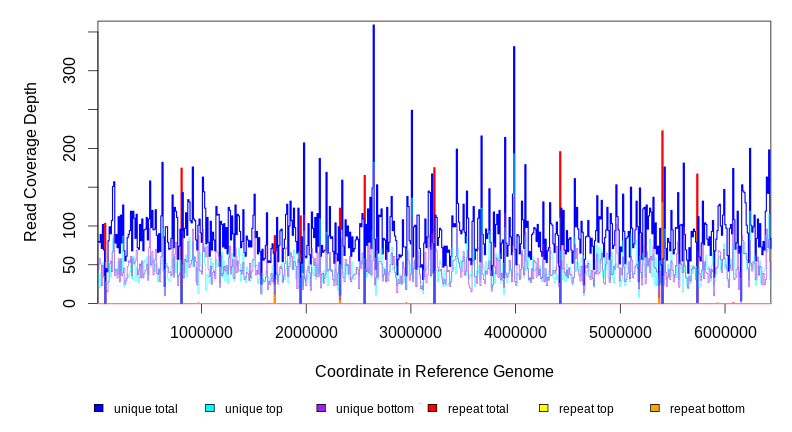 Read Coverage Depth
300
200
100
50
0
1000000 2000000 3000000 4000000 5000000 6000000
Coordinate in Reference Genome
unique total unique top unique bottom repeat total repeat top repeat bottom